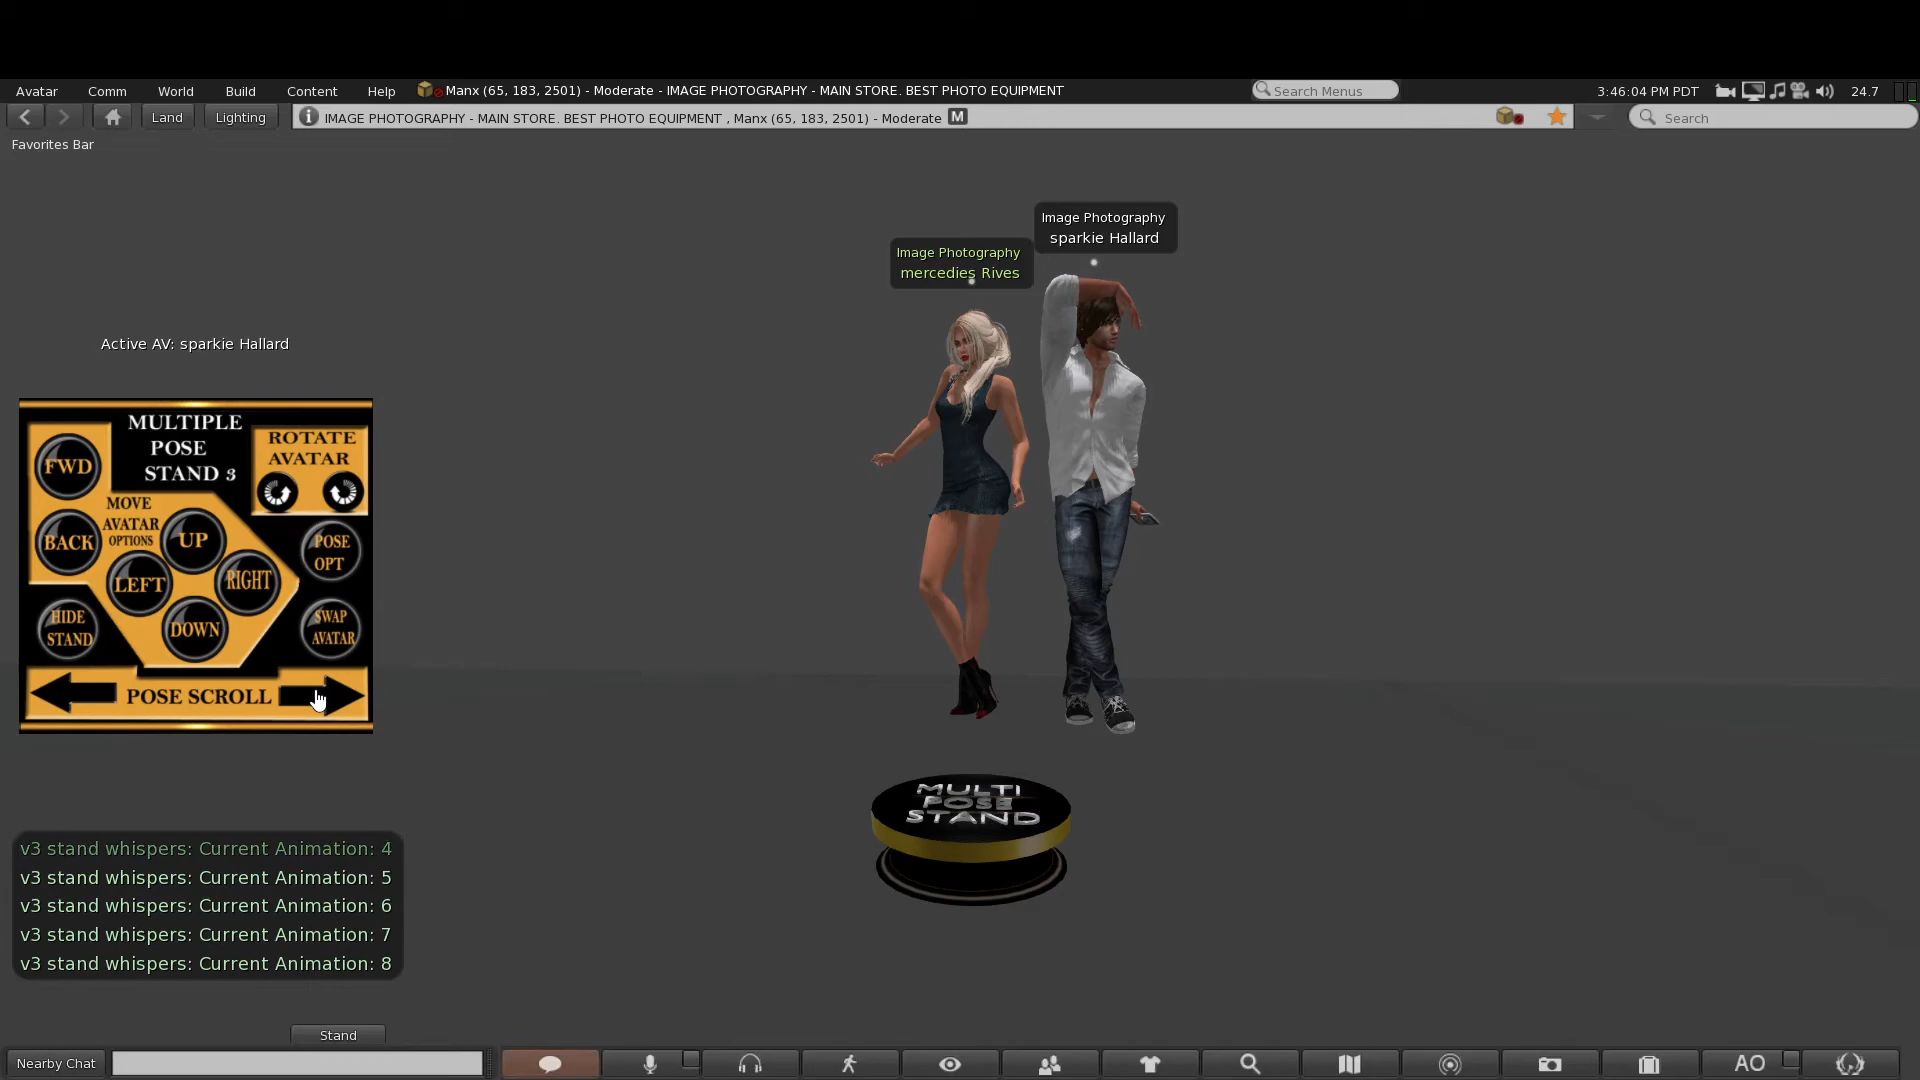 Avatar Comm World Build Content Help Manx (65, 183, 2501) - Moderate - IMAGE PHOTOGRAPHY - MAIN STORE. BEST PHOTO EQUIPMENT Search Menus 3:46:04 PM PDT 24.7
Land Lighting IMAGE PHOTOGRAPHY - MAIN STORE. BEST PHOTO EQUIPMENT , Manx (65, 183, 2501) - Moderate M Search
Favorites Bar
Image Photography
sparkie Hallard
Image Photography
mercedies Rives
Active AV: sparkie Hallard
MULTIPLE
POSE
STAND 3
ROTATE
AVATAR
FWD
MOVE
AVATAR
OPTIONS
BACK
UP
POSE
OPT
LEFT
RIGHT
HIDE
STAND
DOWN
SWAP
AVATAR
POSE SCROLL
MULTI
POSE
STAND
v3 stand whispers: Current Animation: 4
v3 stand whispers: Current Animation: 5
v3 stand whispers: Current Animation: 6
v3 stand whispers: Current Animation: 7
v3 stand whispers: Current Animation: 8
Stand
Nearby Chat AO